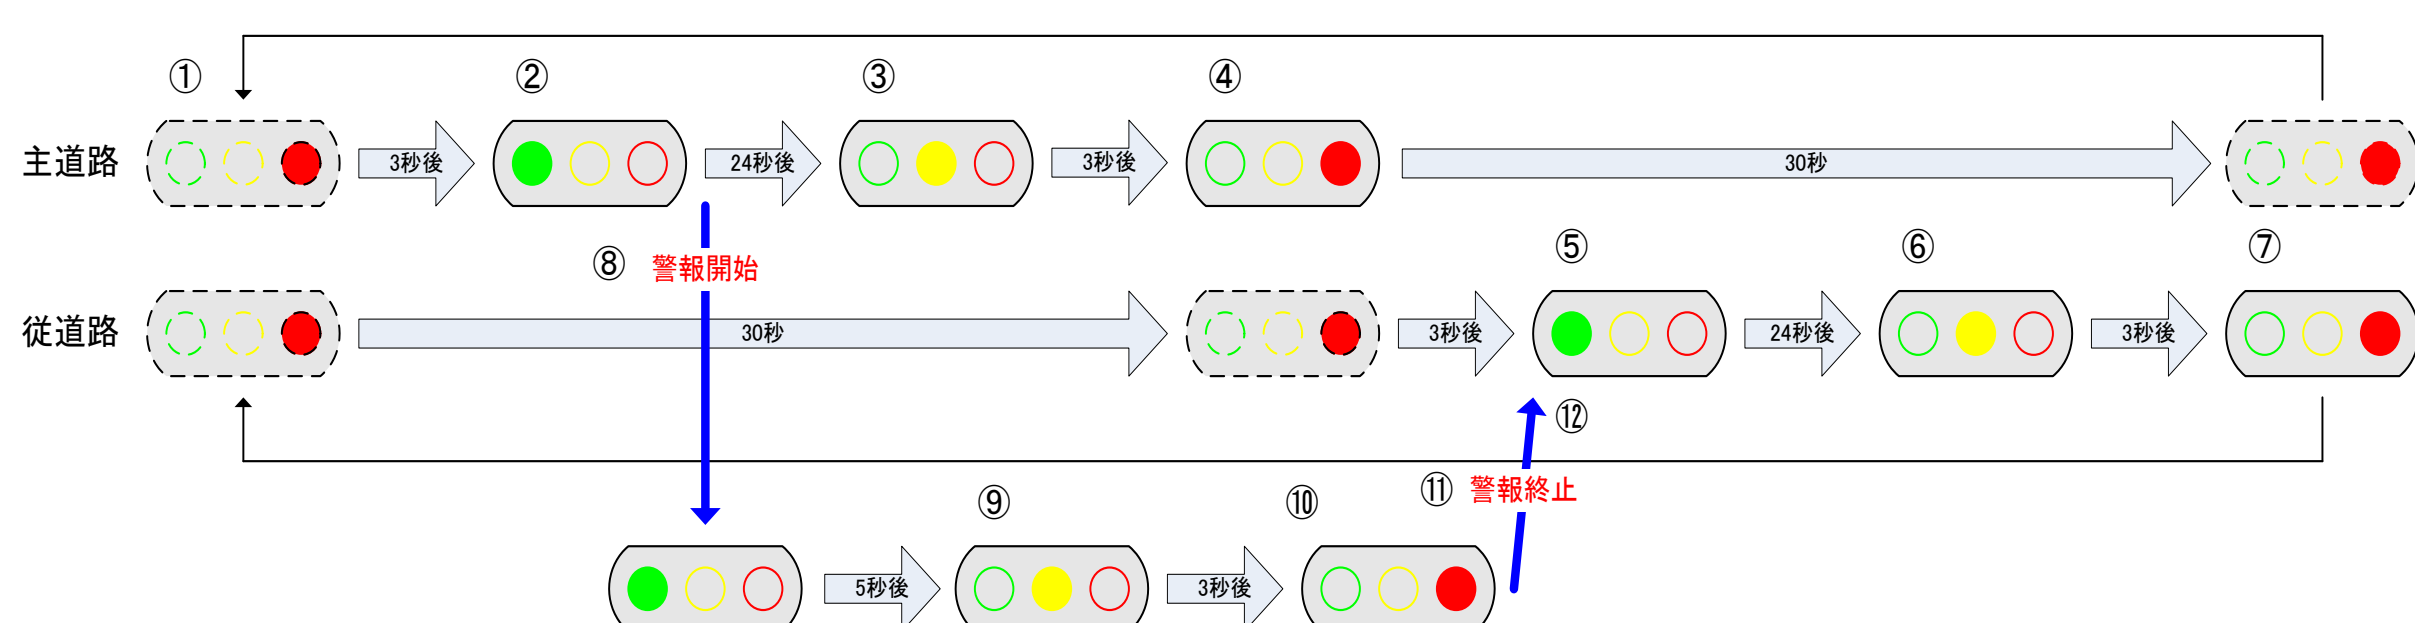 ① ② ③ ④
主道路 3秒後 24秒後 3秒後 30秒
⑤ ⑥ ⑦
⑧ 警報開始
従道路 30秒 3秒後 24秒後 3秒後
⑫
⑪ 警報終止
⑨ ⑩
5秒後 3秒後